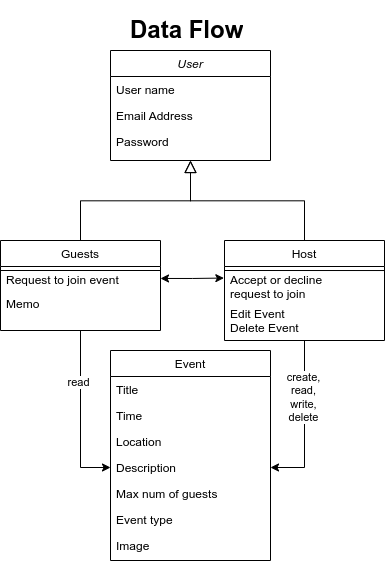 Data Flow
User
User name
Email Address
Password
Guests
Request to join event
Memo
Host
Accept or decline
request to join
Edit Event
Delete Event
read
create,
read,
write,
delete
Event
Title
Time
Location
Description
Max num of guests
Event type
Image